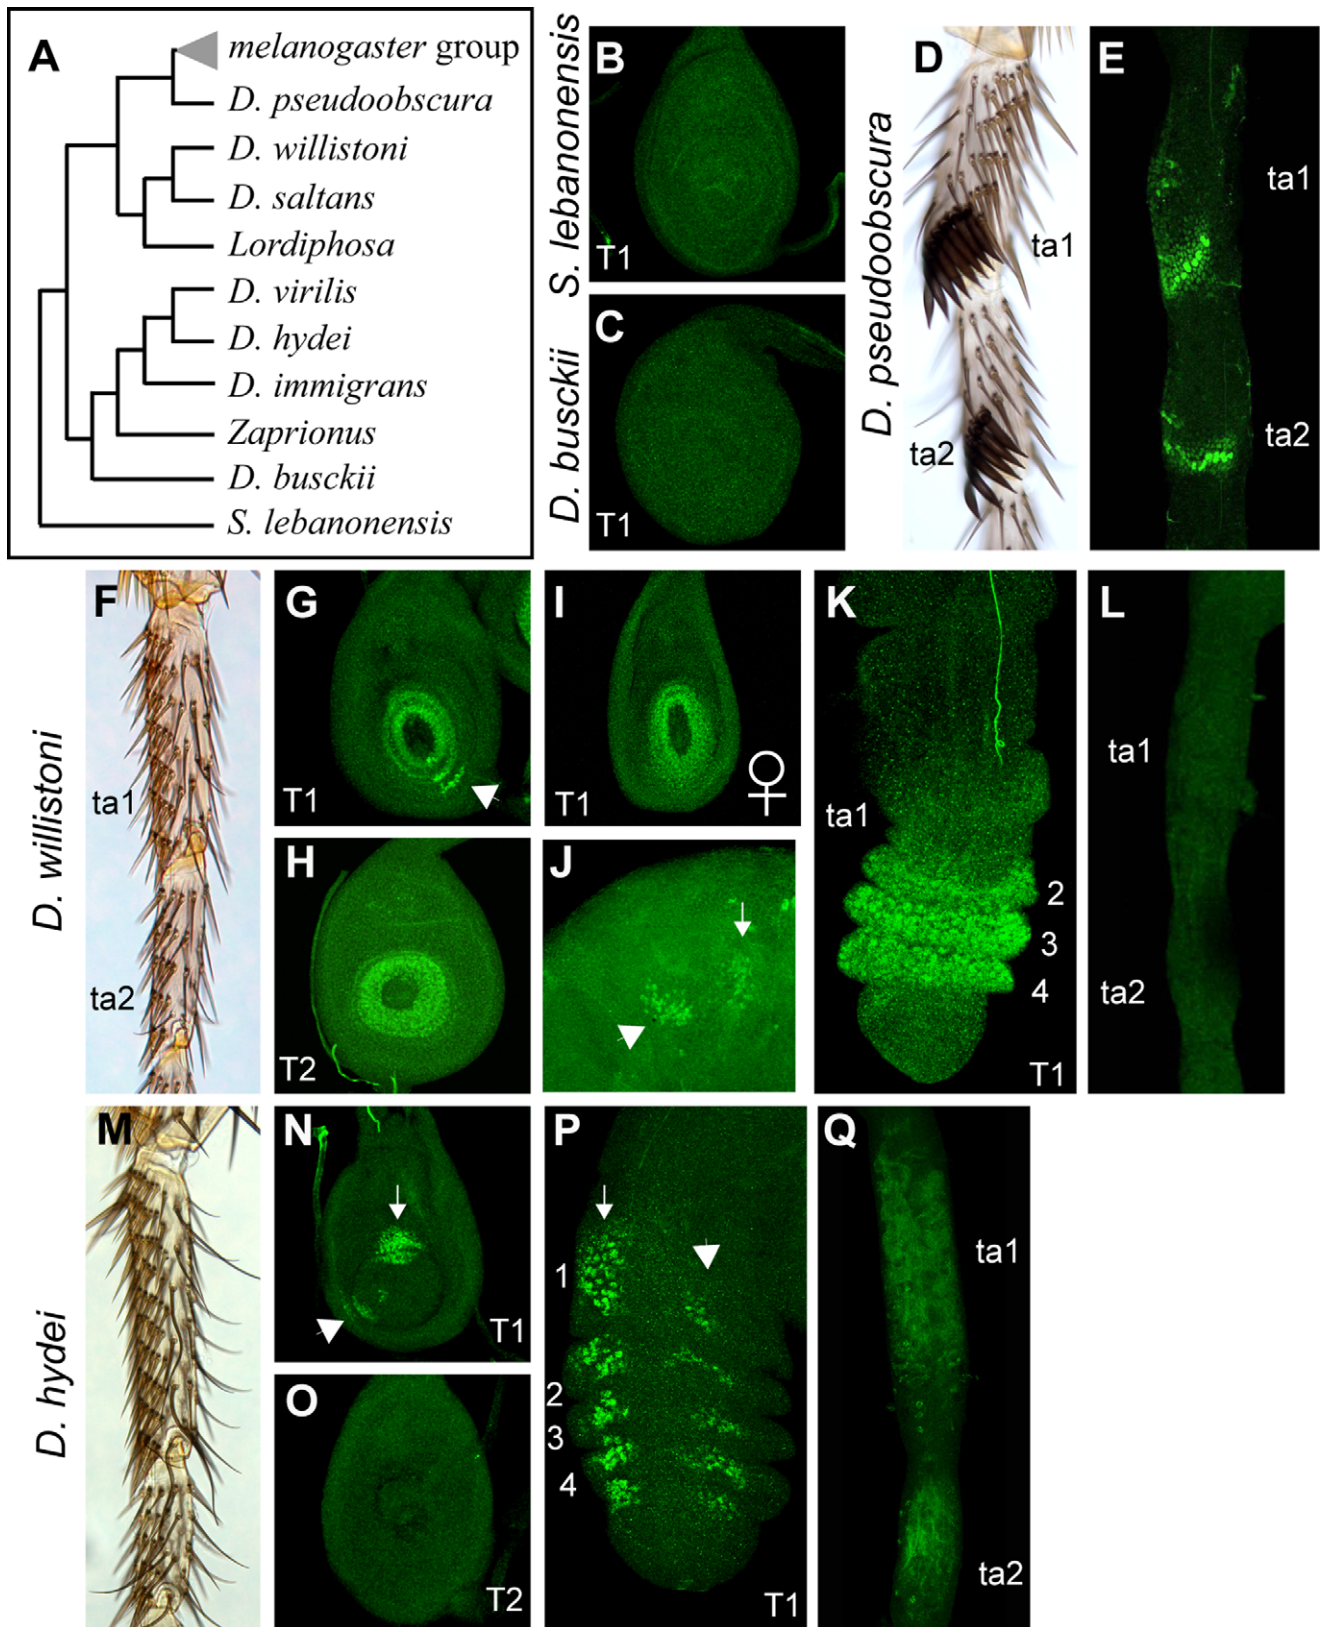 A
melanogaster group
D. pseudoobscura
D. willistoni
D. saltans
Lordiphosa
D. virilis
D. hydei
D. immigrans
Zaprionus
D. busckii
S. lebanonensis
S. lebanonensis
B
T1
D. busckii
C
T1
D. pseudoobscura
D
ta1
ta2
E
ta1
ta2
D. willistoni
F
ta1
ta2
G
T1
H
T2
I
T1
♀
J
K
ta1
2
3
4
T1
L
ta1
ta2
D. hydei
M
N
T1
O
T2
P
1
2
3
4
T1
Q
ta1
ta2